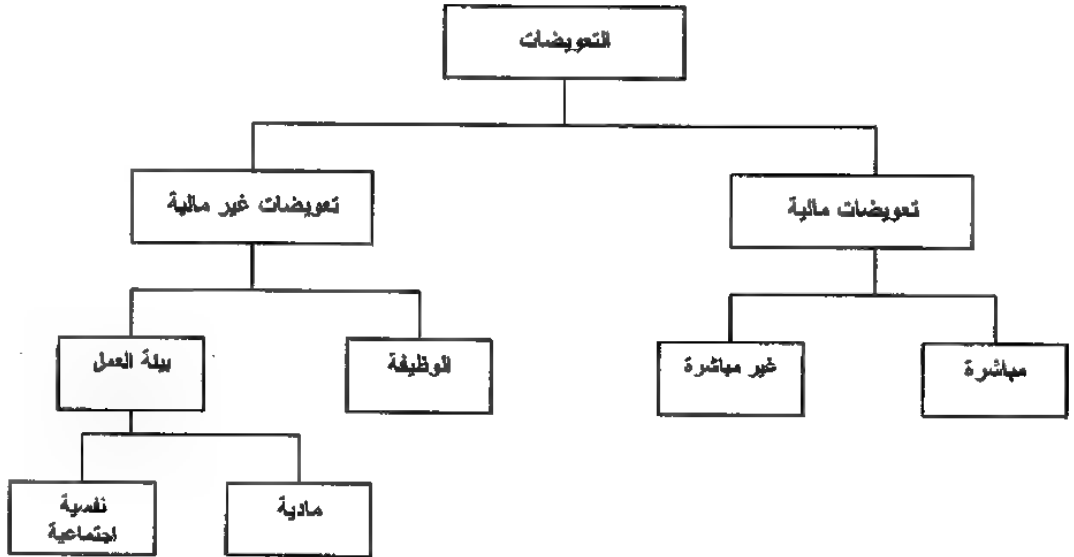 التعويضات
تعويضات مالية
تعويضات غير مالية
مباشرة
غير مباشرة
الوظيفة
بيئة العمل
مادية
نفسية
اجتماعية